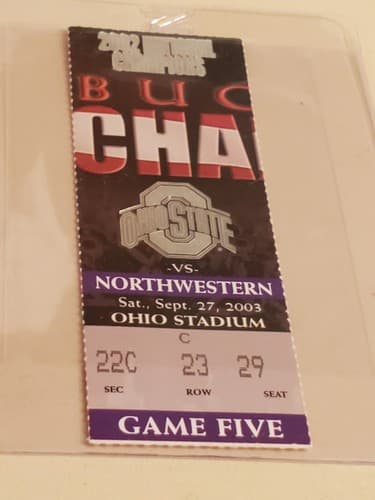 2002 NATIONAL
CHAMPIONS
BUC
CHA
OHIO STATE
-VS-
NORTHWESTERN
Sat., Sept. 27, 2003
OHIO STADIUM
C
22C 23 29
SEC ROW SEAT
GAME FIVE